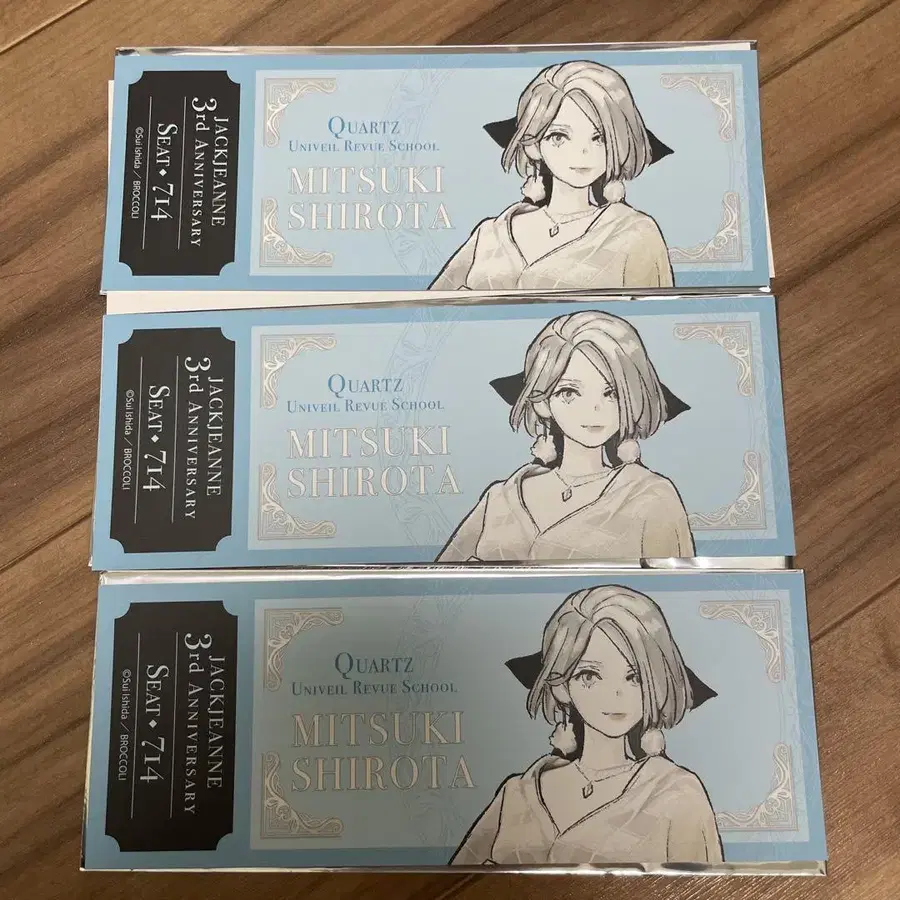 JACKJEANNE
3rd ANNIVERSARY
SEAT◆714
©Sui Ishida / BROCCOLI
QUARTZ
UNIVEIL REVUE SCHOOL
MITSUKI
SHIROTA
JACKJEANNE
3rd ANNIVERSARY
SEAT◆714
©Sui Ishida / BROCCOLI
QUARTZ
UNIVEIL REVUE SCHOOL
MITSUKI
SHIROTA
JACKJEANNE
3rd ANNIVERSARY
SEAT◆714
©Sui Ishida / BROCCOLI
QUARTZ
UNIVEIL REVUE SCHOOL
MITSUKI
SHIROTA